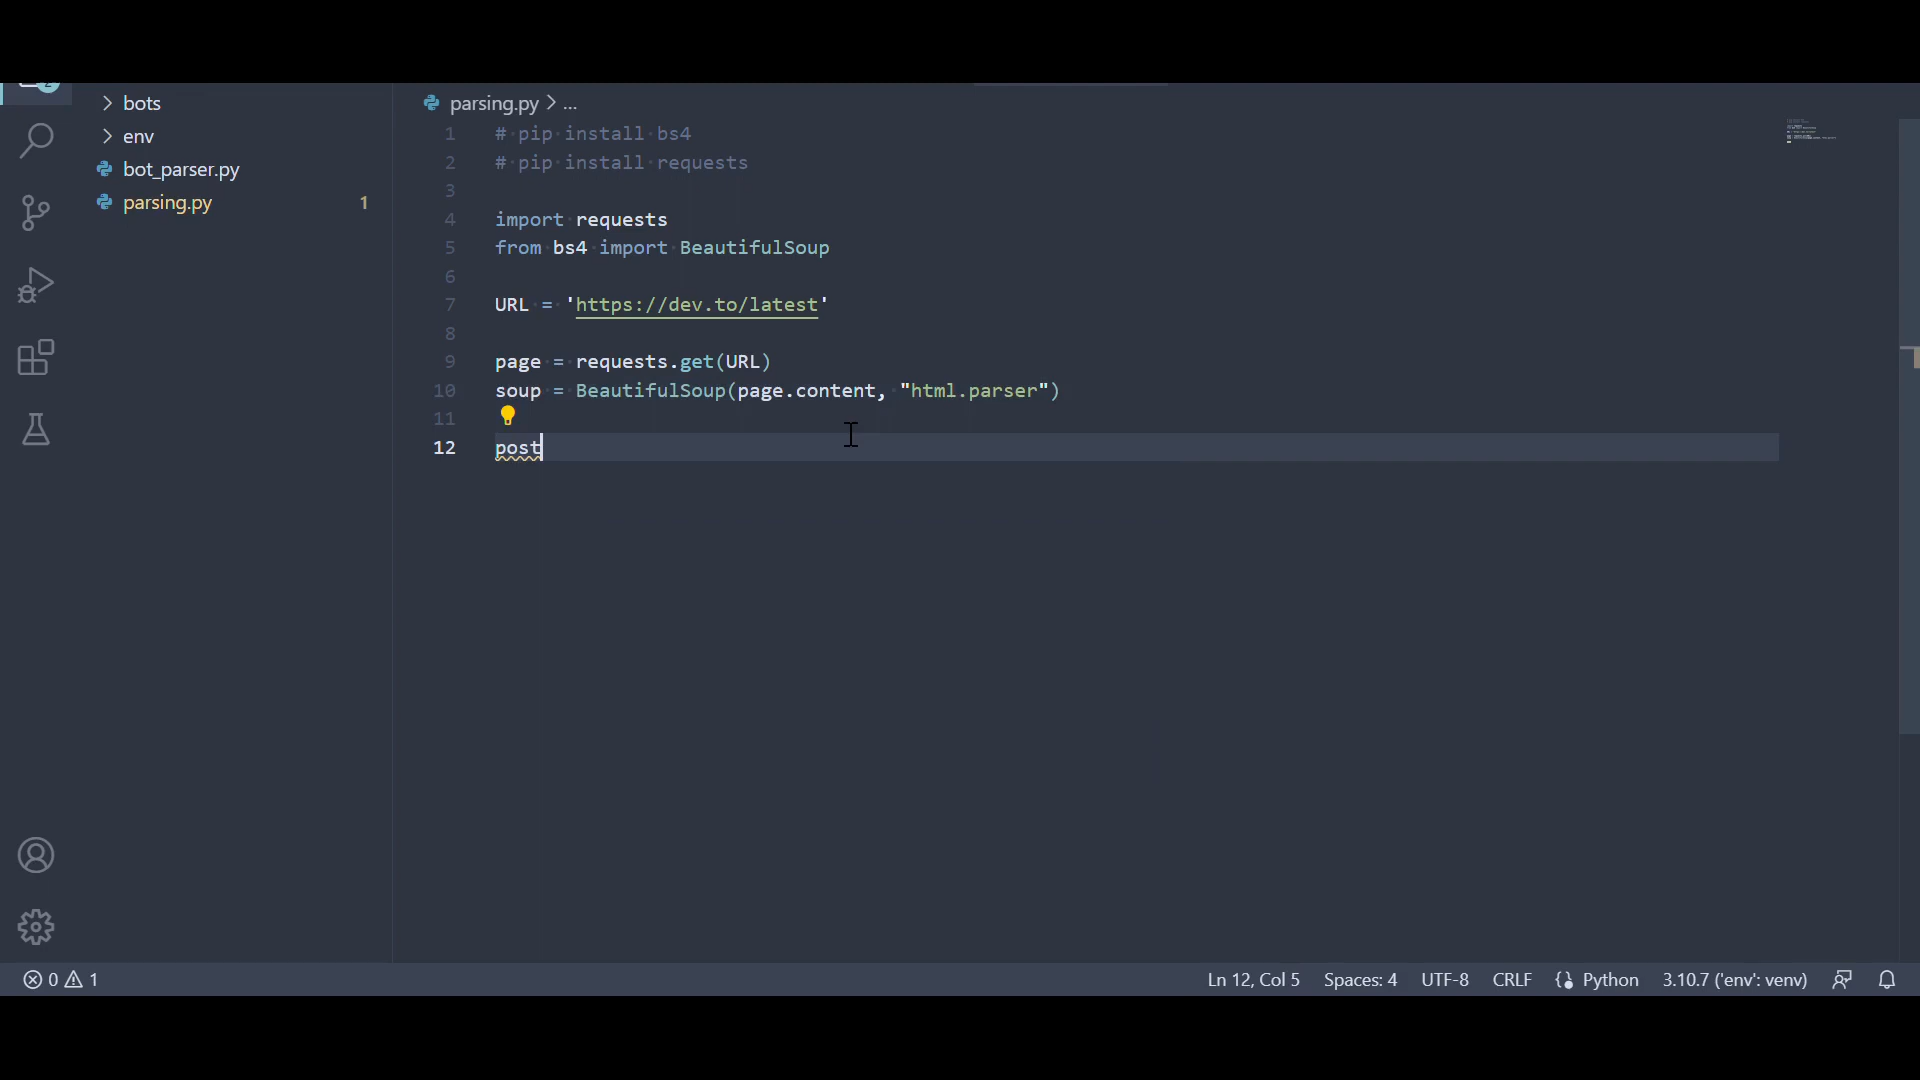 bots
env
bot_parser.py
parsing.py 1
parsing.py > ...
1 # pip install bs4
2 # pip install requests
3
4 import requests
5 from bs4 import BeautifulSoup
6
7 URL = 'https://dev.to/latest'
8
9 page = requests.get(URL)
10 soup = BeautifulSoup(page.content, "html.parser")
11
12 post
0 1 Ln 12, Col 5 Spaces: 4 UTF-8 CRLF {} Python 3.10.7 ('env': venv)